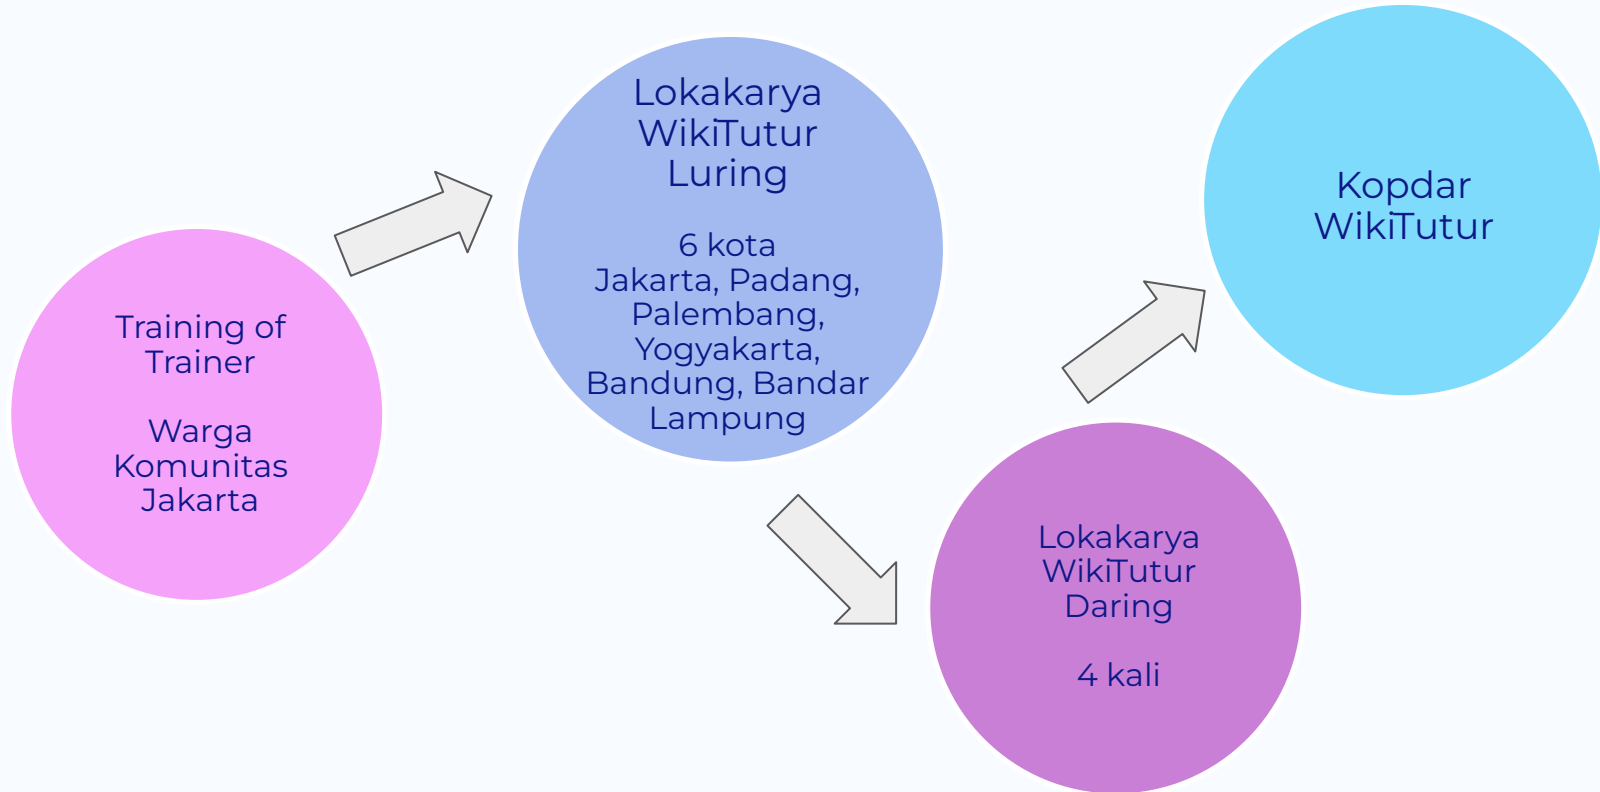 Training of
Trainer
Warga
Komunitas
Jakarta
Lokakarya
WikiTutur
Luring
6 kota
Jakarta, Padang,
Palembang,
Yogyakarta,
Bandung, Bandar
Lampung
Lokakarya
WikiTutur
Daring
4 kali
Kopdar
WikiTutur